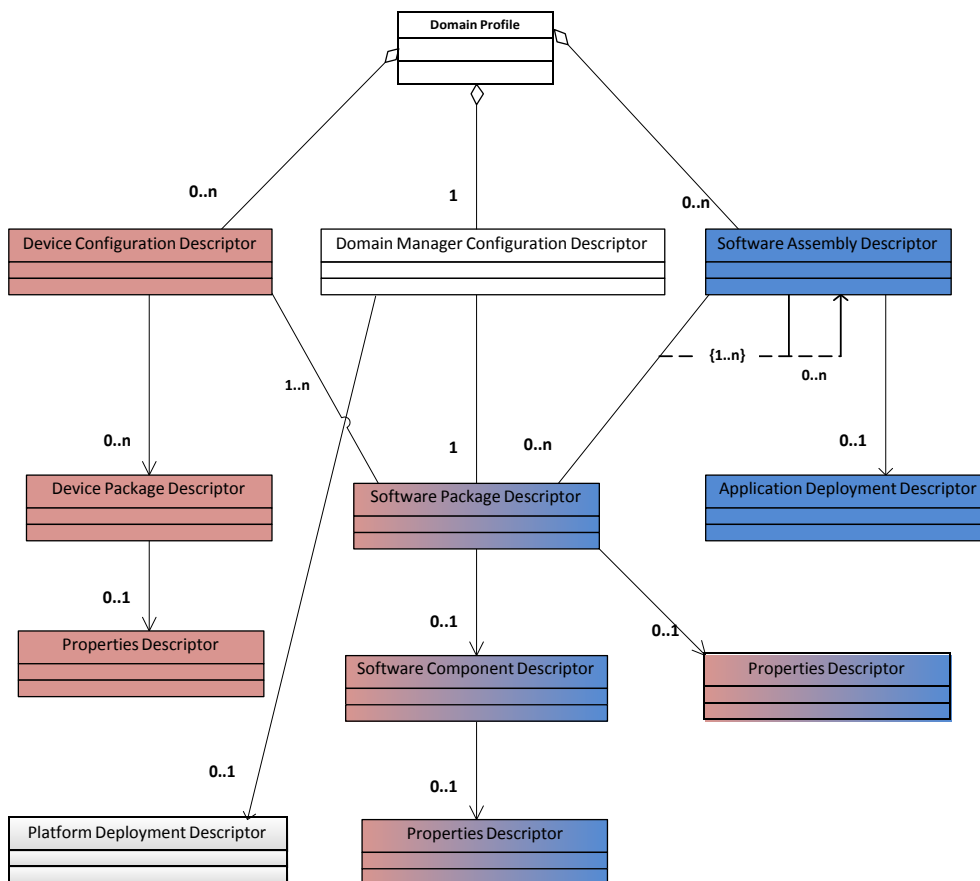 Domain Profile
0..n
1
0..n
Device Configuration Descriptor
Domain Manager Configuration Descriptor
Software Assembly Descriptor
{1..n}
0..n
1..n
0..n
1
0..n
0..1
Device Package Descriptor
Software Package Descriptor
Application Deployment Descriptor
0..1
0..1
0..1
Properties Descriptor
Software Component Descriptor
Properties Descriptor
0..1
0..1
Platform Deployment Descriptor
Properties Descriptor